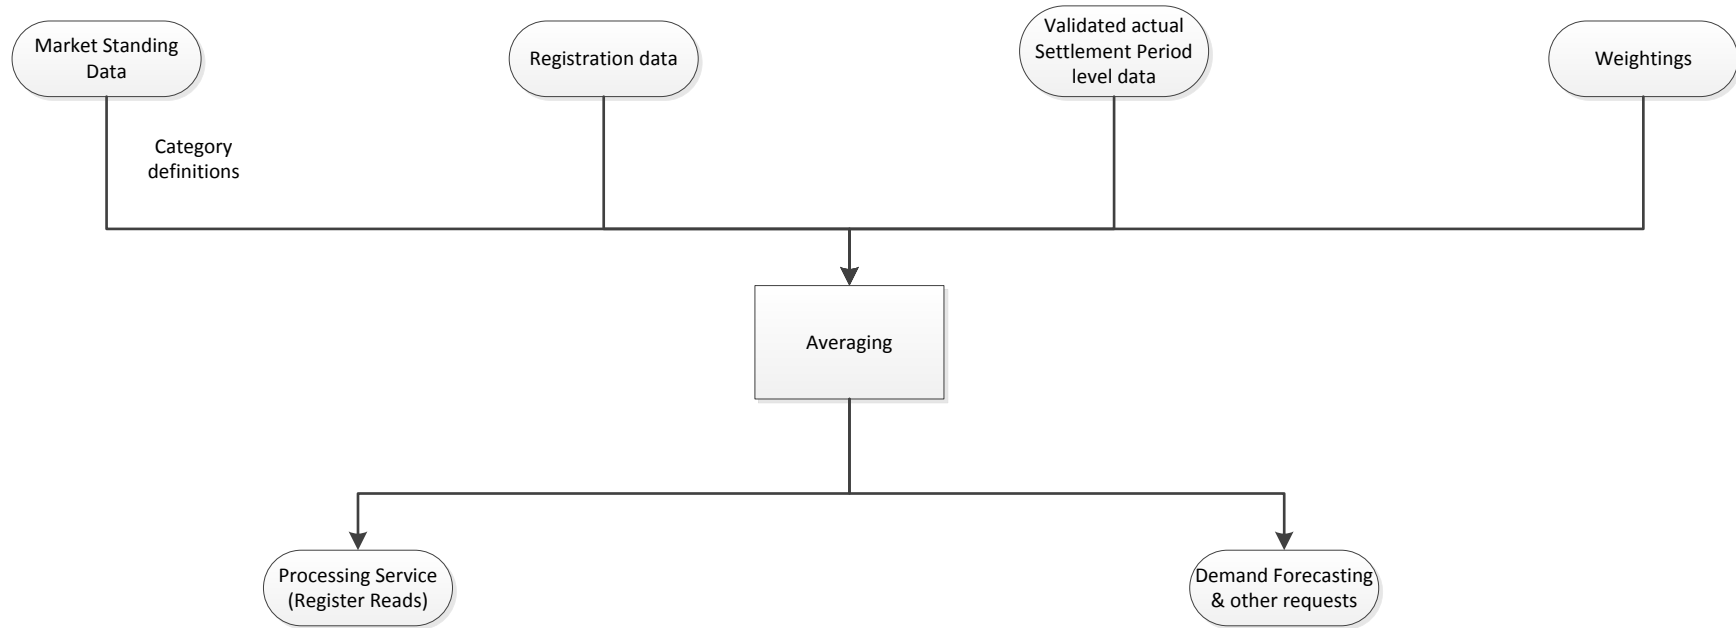 Market Standing
Data
Registration data
Validated actual
Settlement Period
level data
Weightings
Category
definitions
Averaging
Processing Service
(Register Reads)
Demand Forecasting
& other requests